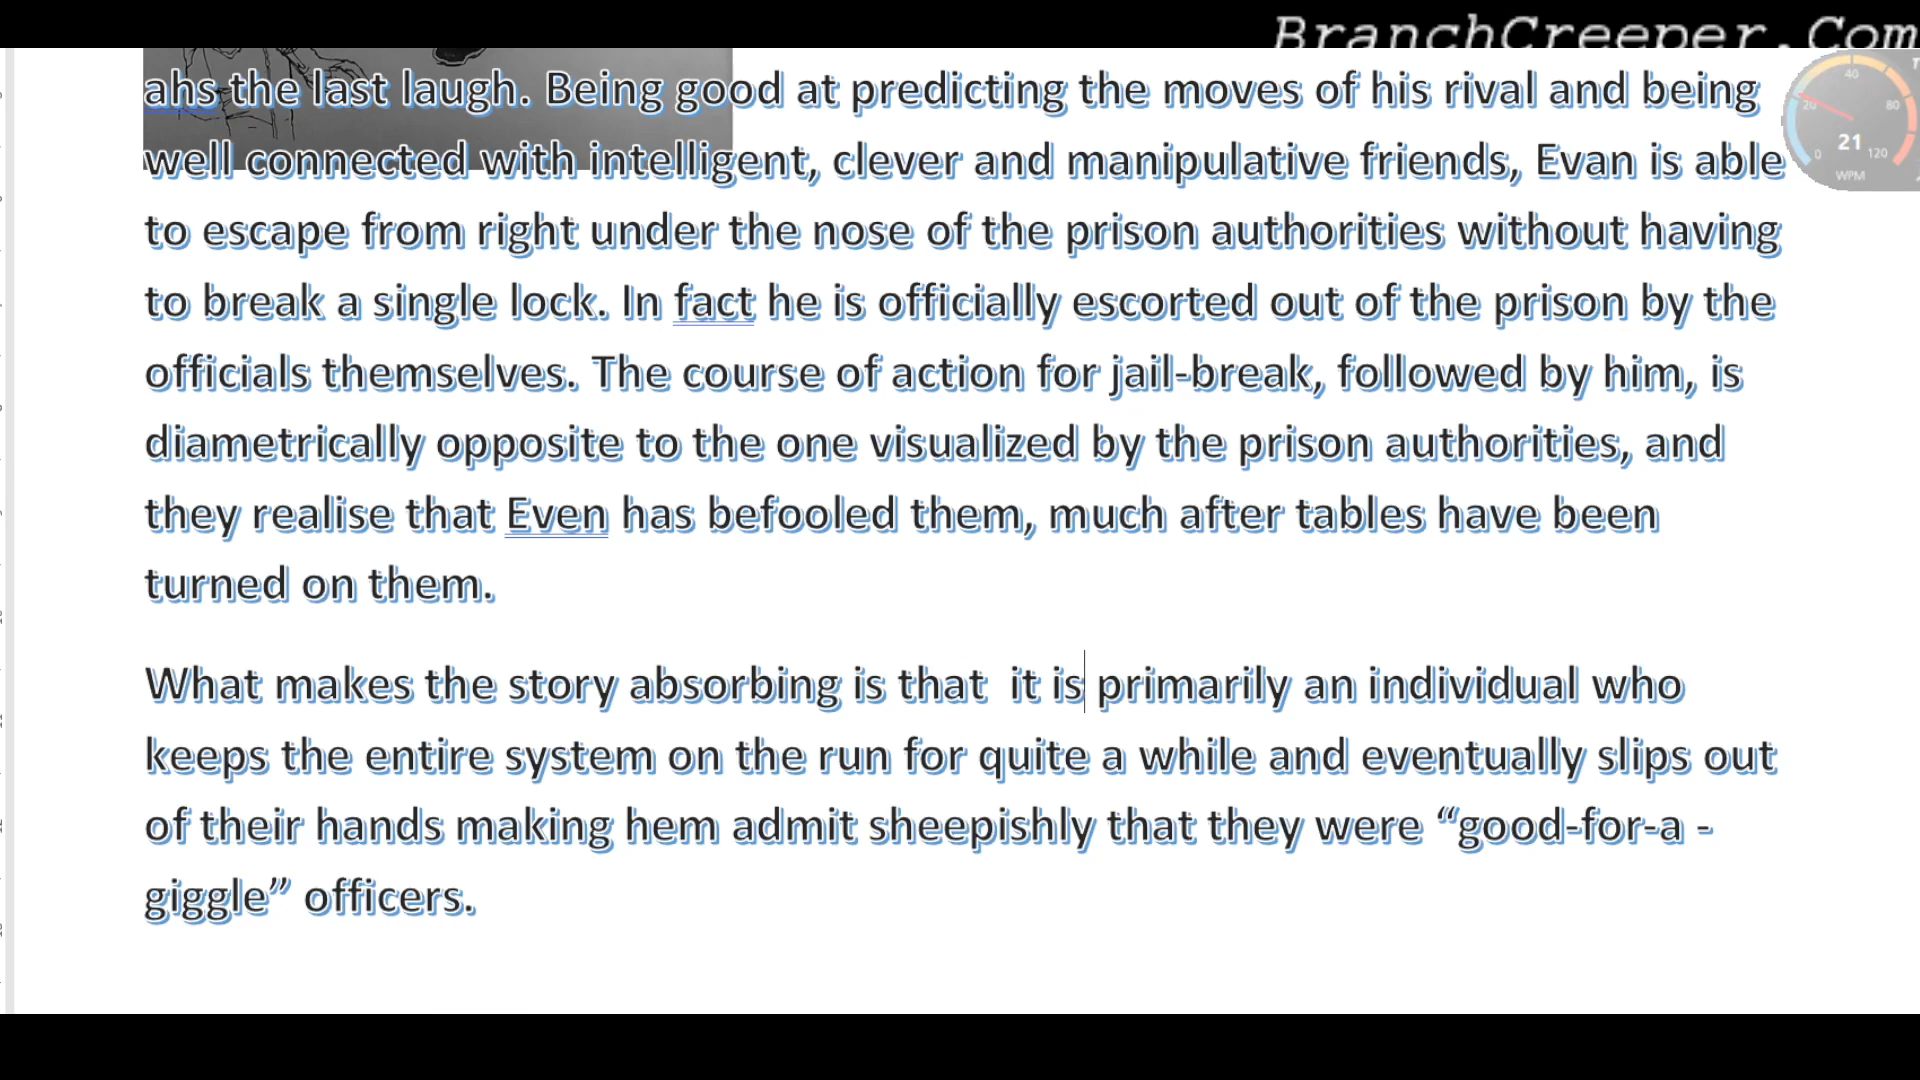 BranchCreeper.Com
ahs the last laugh. Being good at predicting the moves of his rival and being
well connected with intelligent, clever and manipulative friends, Evan is able
to escape from right under the nose of the prison authorities without having
to break a single lock. In fact he is officially escorted out of the prison by the
officials themselves. The course of action for jail-break, followed by him, is
diametrically opposite to the one visualized by the prison authorities, and
they realise that Even has befooled them, much after tables have been
turned on them.
What makes the story absorbing is that  it is primarily an individual who
keeps the entire system on the run for quite a while and eventually slips out
of their hands making hem admit sheepishly that they were “good-for-a -
giggle” officers.
40
20 80
21
0 120
WPM